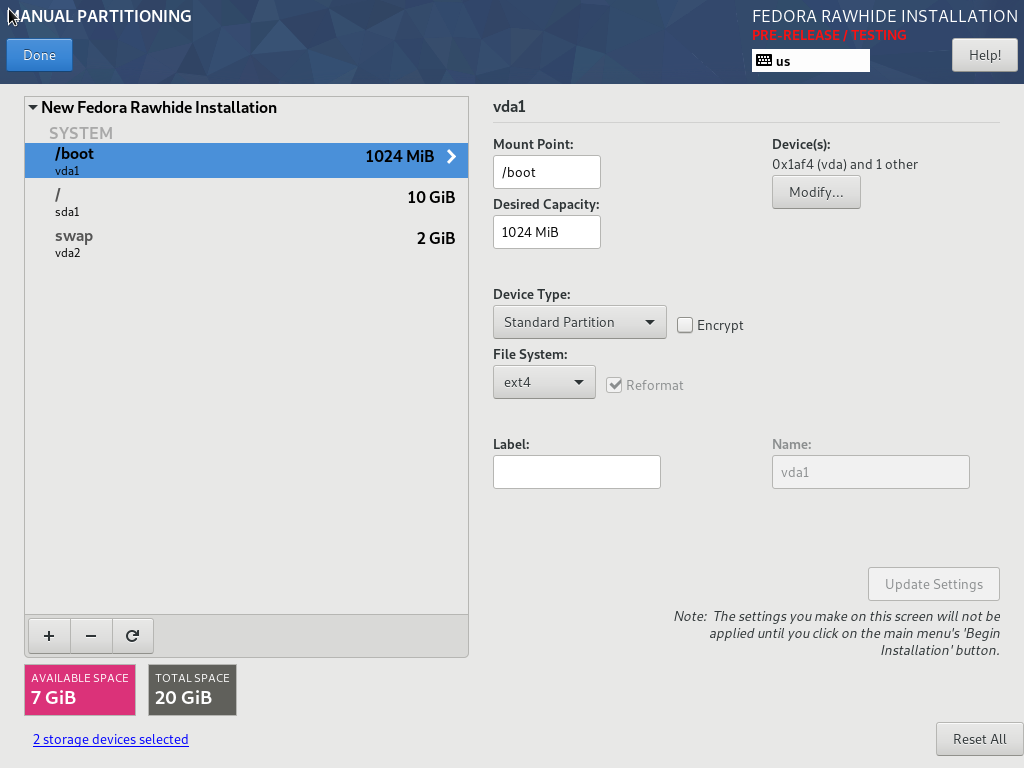 MANUAL PARTITIONING
FEDORA RAWHIDE INSTALLATION
PRE-RELEASE / TESTING
Done
us
Help!
New Fedora Rawhide Installation
SYSTEM
/boot
1024 MiB
vda1
/
10 GiB
sda1
swap
2 GiB
vda2
vda1
Mount Point:
/boot
Desired Capacity:
1024 MiB
Device(s):
0x1af4 (vda) and 1 other
Modify...
Device Type:
Standard Partition
Encrypt
File System:
ext4
Reformat
Label:
Name:
vda1
Update Settings
Note: The settings you make on this screen will not be
applied until you click on the main menu's 'Begin
Installation' button.
AVAILABLE SPACE
7 GiB
TOTAL SPACE
20 GiB
2 storage devices selected
Reset All